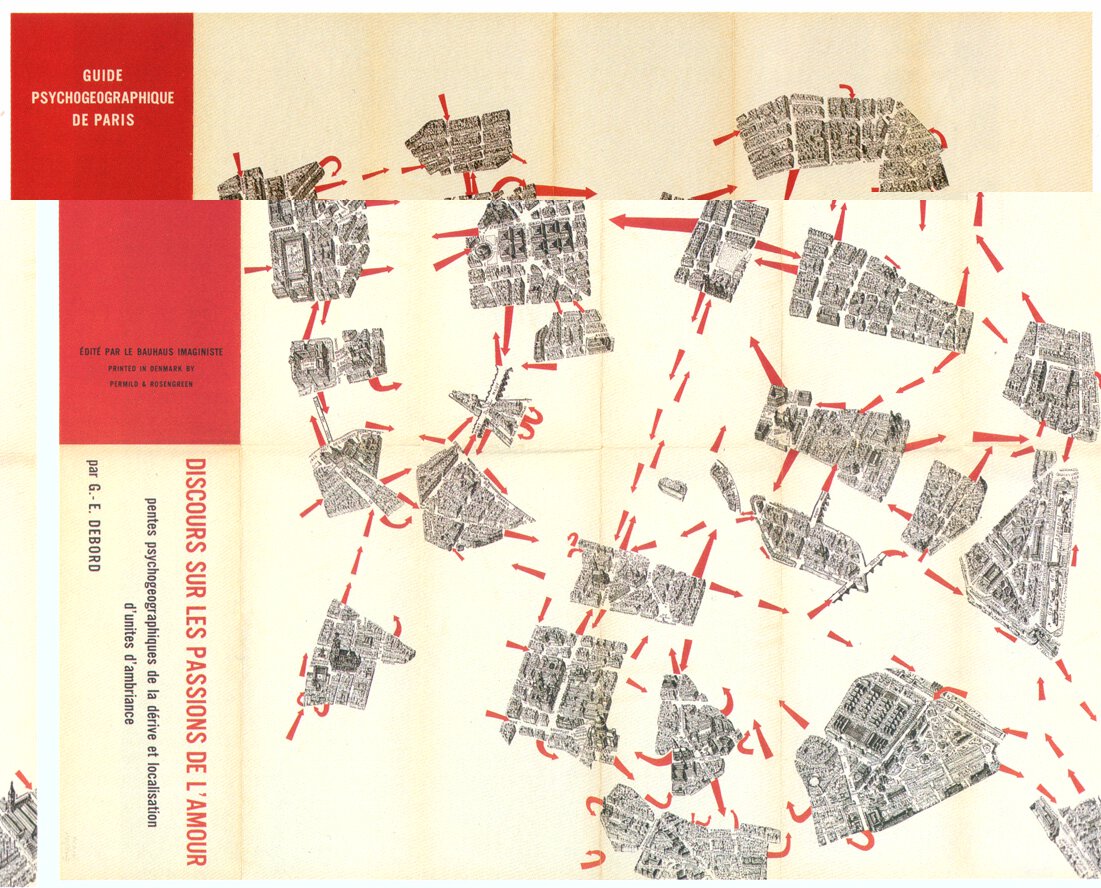 GUIDE
PSYCHOGEOGRAPHIQUE
DE PARIS
ÉDITÉ PAR LE BAUHAUS IMAGINISTE
PRINTED IN DENMARK BY
PERMILD & ROSENGREEN
DISCOURS SUR LES PASSIONS DE L'AMOUR
pentes psychogeographiques de la dérive et localisation
d'unites d'ambriance
par G.-E. DEBORD